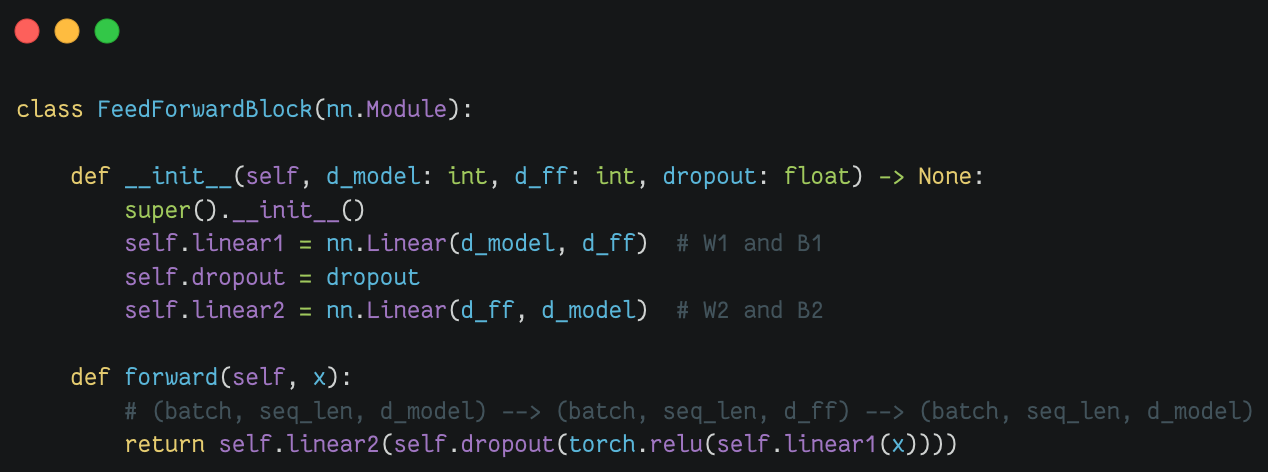 class FeedForwardBlock(nn.Module):
def __init__(self, d_model: int, d_ff: int, dropout: float) -> None:
super().__init__()
self.linear1 = nn.Linear(d_model, d_ff)  # W1 and B1
self.dropout = dropout
self.linear2 = nn.Linear(d_ff, d_model)  # W2 and B2
def forward(self, x):
# (batch, seq_len, d_model) --> (batch, seq_len, d_ff) --> (batch, seq_len, d_model)
return self.linear2(self.dropout(torch.relu(self.linear1(x))))